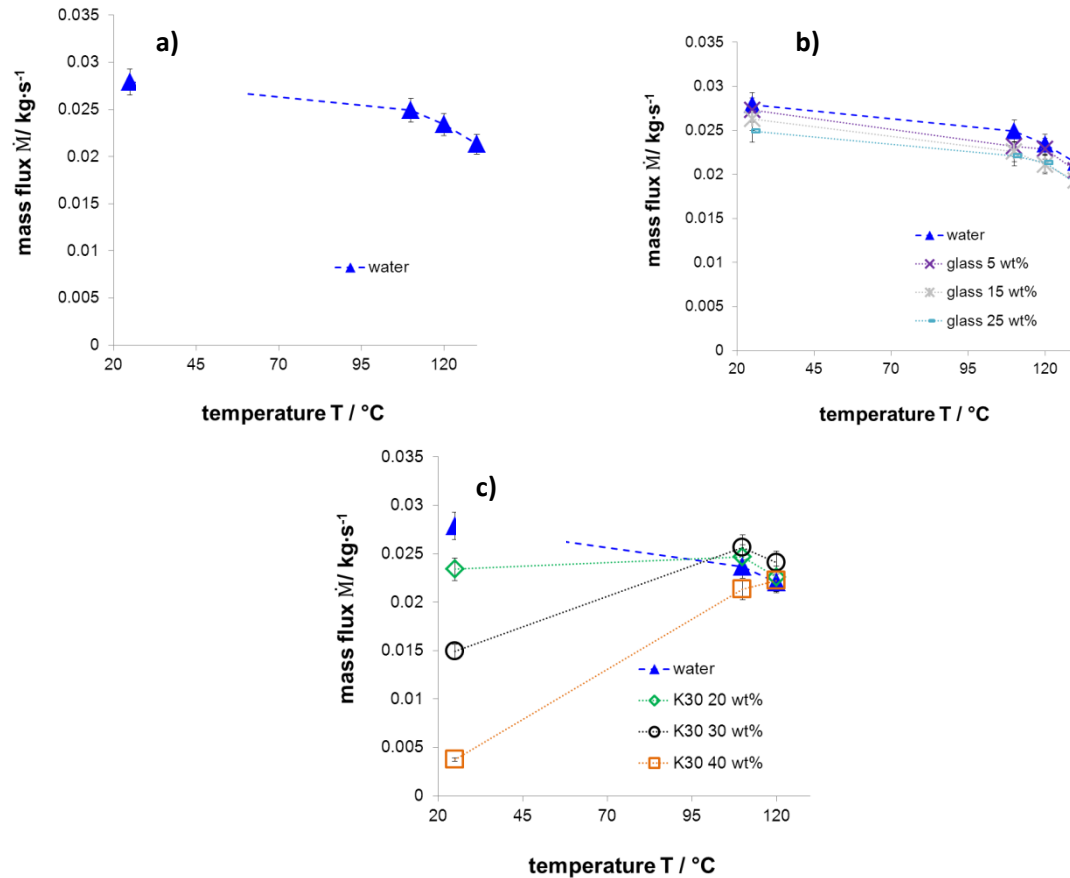 a)
0.035
0.03
0.025
0.02
0.015
0.01
0.005
0
mass flux Ṁ/ kg·s⁻¹
water
20 45 70 95 120
temperature T / °C
b)
0.035
0.03
0.025
0.02
0.015
0.01
0.005
0
mass flux Ṁ/ kg·s⁻¹
water
glass 5 wt%
glass 15 wt%
glass 25 wt%
20 45 70 95 120
temperature T / °C
c)
0.035
0.03
0.025
0.02
0.015
0.01
0.005
0
mass flux Ṁ/ kg·s⁻¹
water
K30 20 wt%
K30 30 wt%
K30 40 wt%
20 45 70 95 120
temperature T / °C